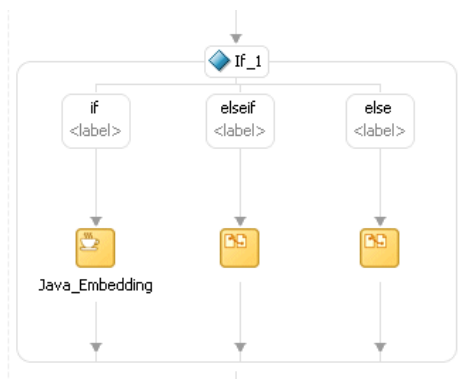 If_1
if
<label>
elseif
<label>
else
<label>
Java_Embedding